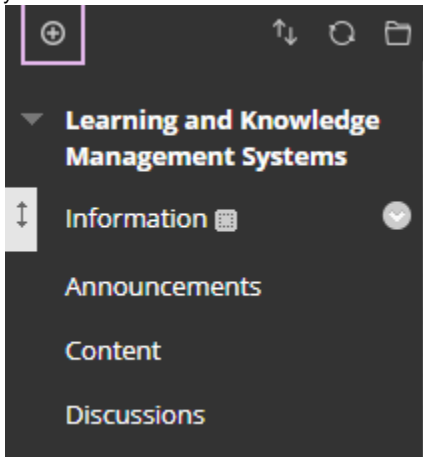 Learning and Knowledge
Management Systems
Information
Announcements
Content
Discussions